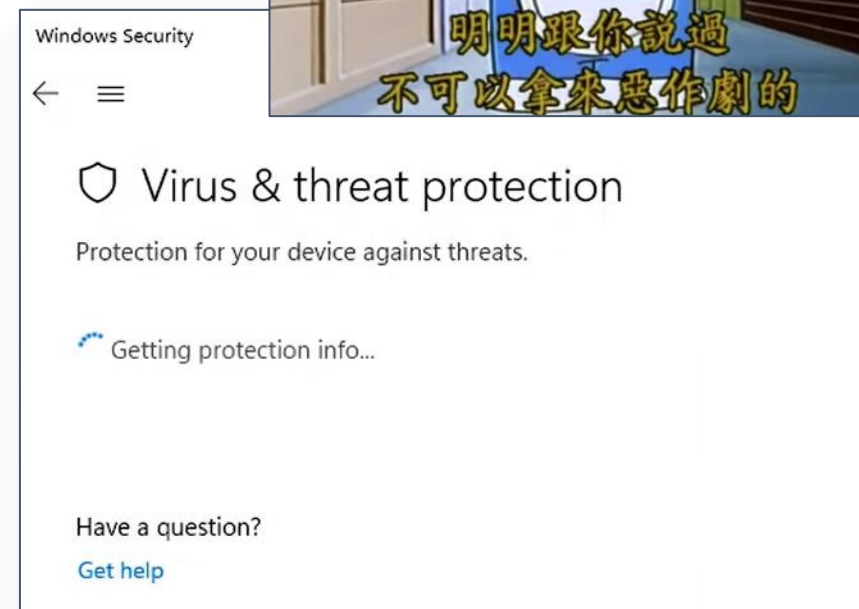 Windows Security
明明跟你說過
不可以拿來惡作劇的
Virus & threat protection
Protection for your device against threats.
Getting protection info...
Have a question?
Get help